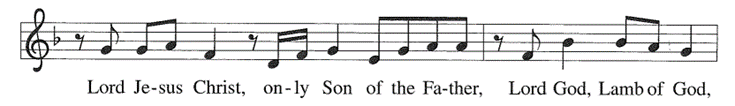 Lord Je-sus Christ, on-ly Son of the Fa-ther, Lord God, Lamb of God,